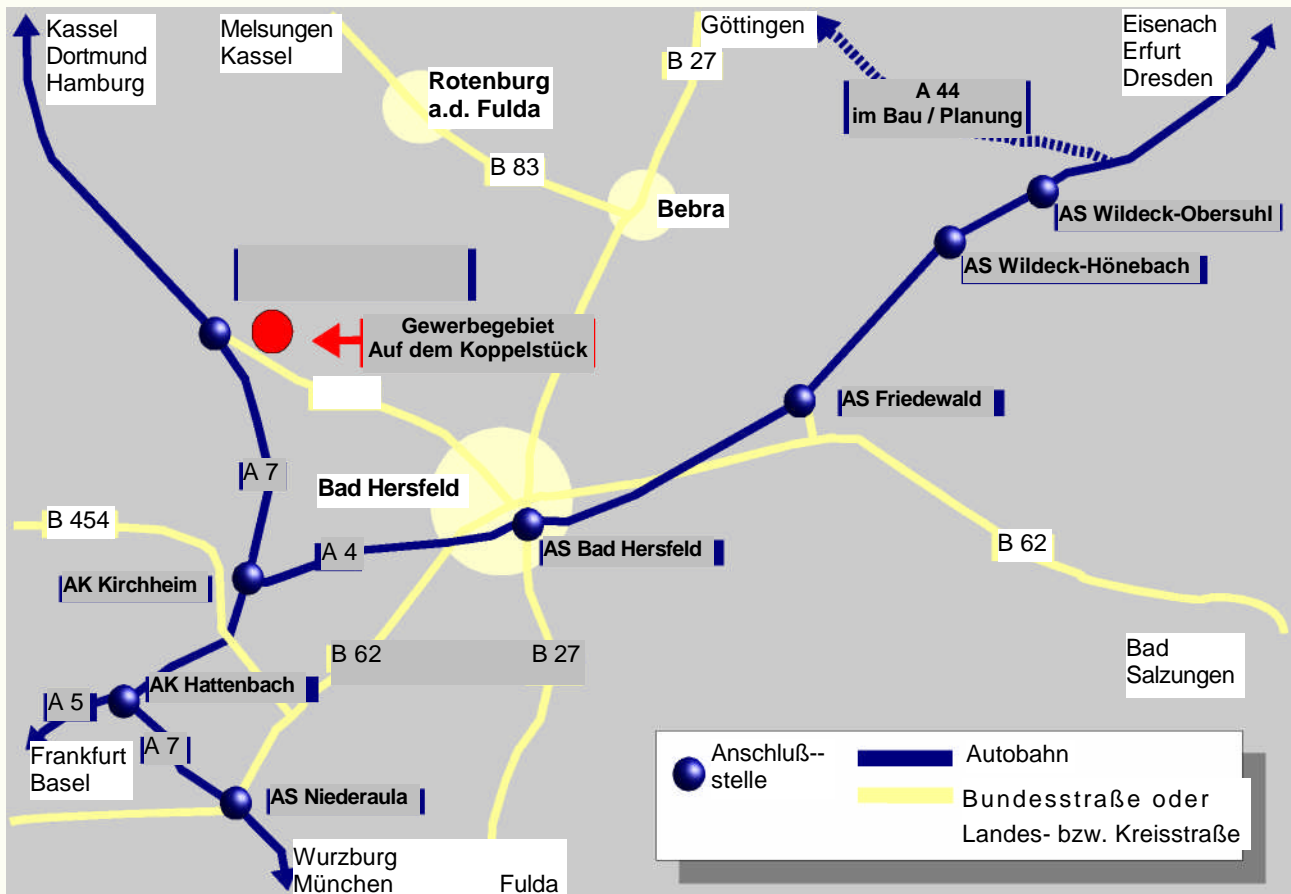 Kassel
Dortmund
Hamburg
Melsungen
Kassel
Göttingen
Eisenach
Erfurt
Dresden
B 27
Rotenburg
a.d. Fulda
A 44
im Bau / Planung
B 83
Bebra
AS Wildeck-Obersuhl
AS Wildeck-Hönebach
Gewerbegebiet
Auf dem Koppelstück
AS Friedewald
A 7
Bad Hersfeld
B 454
A 4
AS Bad Hersfeld
B 62
AK Kirchheim
B 62
B 27
Bad
Salzungen
AK Hattenbach
A 5
A 7
Frankfurt
Basel
AS Niederaula
Wurzburg
München
Fulda
Anschluß--
stelle
Autobahn
Bundesstraße oder
Landes- bzw. Kreisstraße